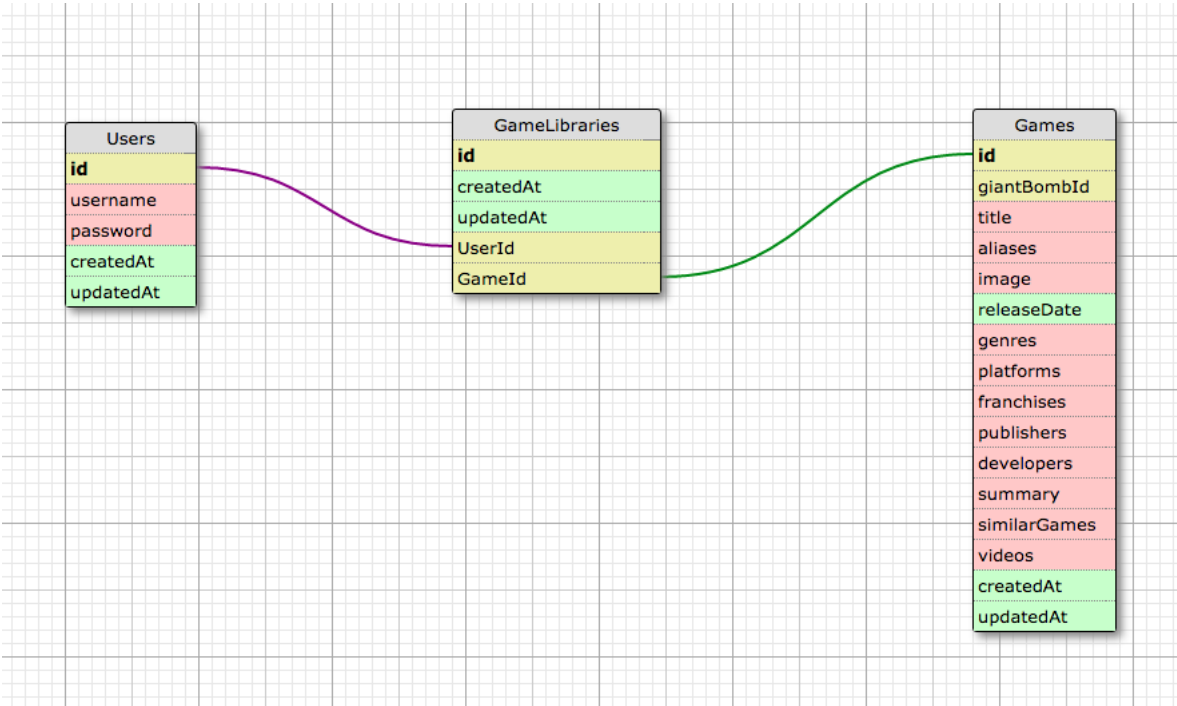 Users
id
username
password
createdAt
updatedAt
GameLibraries
id
createdAt
updatedAt
UserId
GameId
Games
id
giantBombId
title
aliases
image
releaseDate
genres
platforms
franchises
publishers
developers
summary
similarGames
videos
createdAt
updatedAt